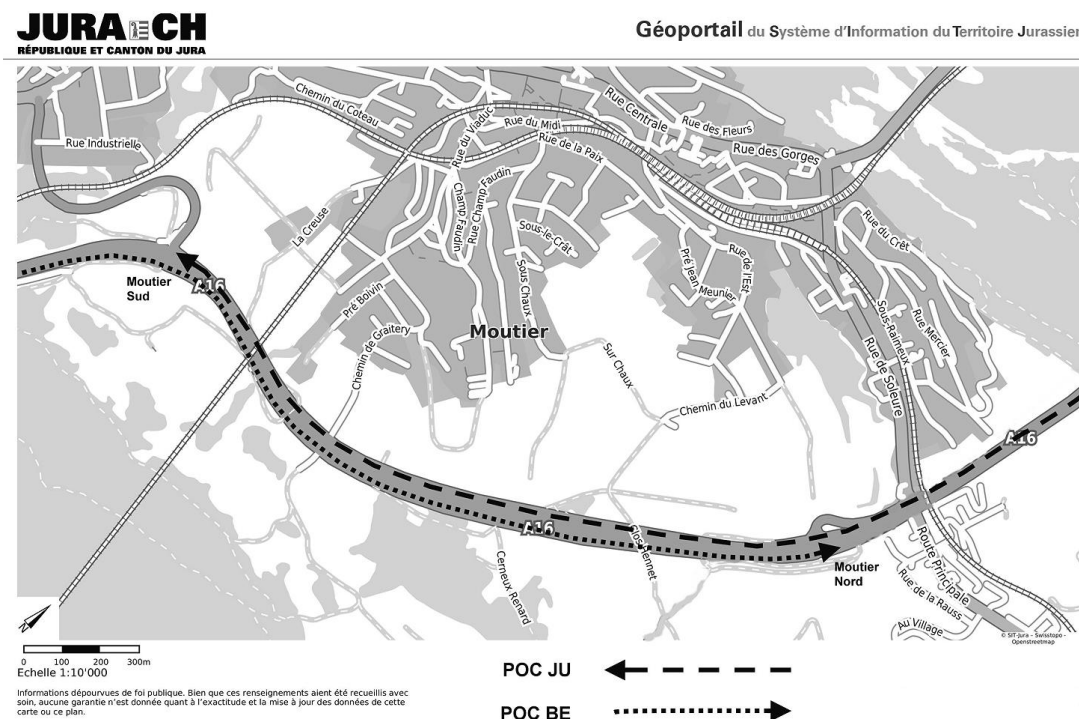 JURA CH
RÉPUBLIQUE ET CANTON DU JURA
Géoportail du Système d'Information du Territoire Jurassien
Chemin du Coteau
Rue Industrielle
Rue du Viaduc
Rue du Midi
Rue de la Paix
Rue Centrale
Rue des Fleurs
Rue des Gorges
La Creuse
Champ Faudin
Rue Champ Faudin
Sous-le-Crât
Sous Chaux
Rue du Crêt
Pré Jean Meunier
Rue de l'Est
Moutier
Sud
A16
Pré Boivin
Chemin de Graitery
Moutier
Sur Chaux
Chemin du Levant
Sous-Raimeux
Rue Mercier
Rue de Soleure
A16
A16
Cerneux Renard
Moutier
Nord
Route Principale
Rue de la Rauss
Au Village
© SIT-Jura - Swisstopo -
Openstreetmap
0 100 200 300m
Echelle 1:10'000
Informations dépourvues de foi publique. Bien que ces renseignements aient été recueillis avec
soin, aucune garantie n'est donnée quant à l'exactitude et la mise à jour des données de cette
carte ou ce plan.
POC JU
POC BE